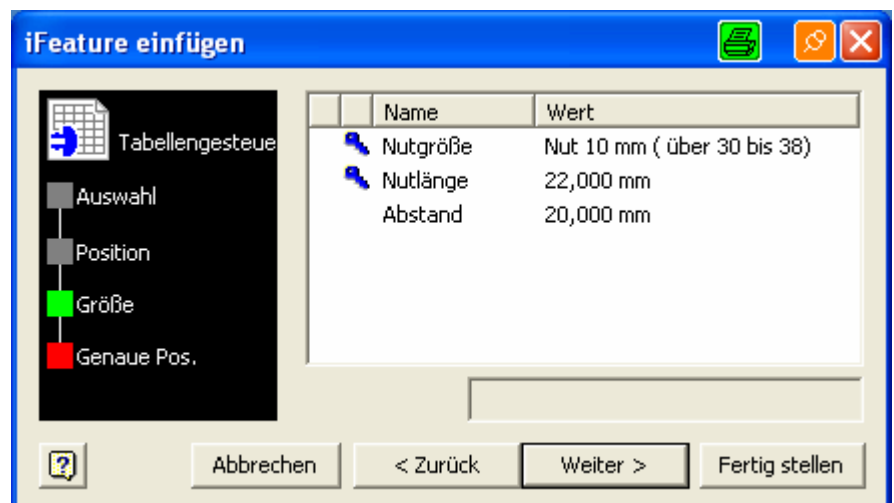 iFeature einfügen
Tabellengesteue
Auswahl
Position
Größe
Genaue Pos.
Name Wert
Nutgröße Nut 10 mm ( über 30 bis 38)
Nutlänge 22,000 mm
Abstand 20,000 mm
? Abbrechen < Zurück Weiter > Fertig stellen